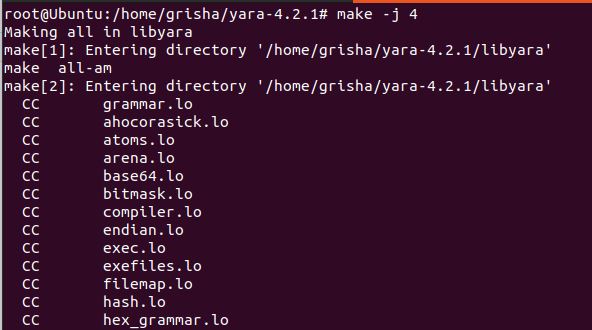 root@Ubuntu:/home/grisha/yara-4.2.1# make -j 4
Making all in libyara
make[1]: Entering directory '/home/grisha/yara-4.2.1/libyara'
make  all-am
make[2]: Entering directory '/home/grisha/yara-4.2.1/libyara'
  CC       grammar.lo
  CC       ahocorasick.lo
  CC       atoms.lo
  CC       arena.lo
  CC       base64.lo
  CC       bitmask.lo
  CC       compiler.lo
  CC       endian.lo
  CC       exec.lo
  CC       exefiles.lo
  CC       filemap.lo
  CC       hash.lo
  CC       hex_grammar.lo